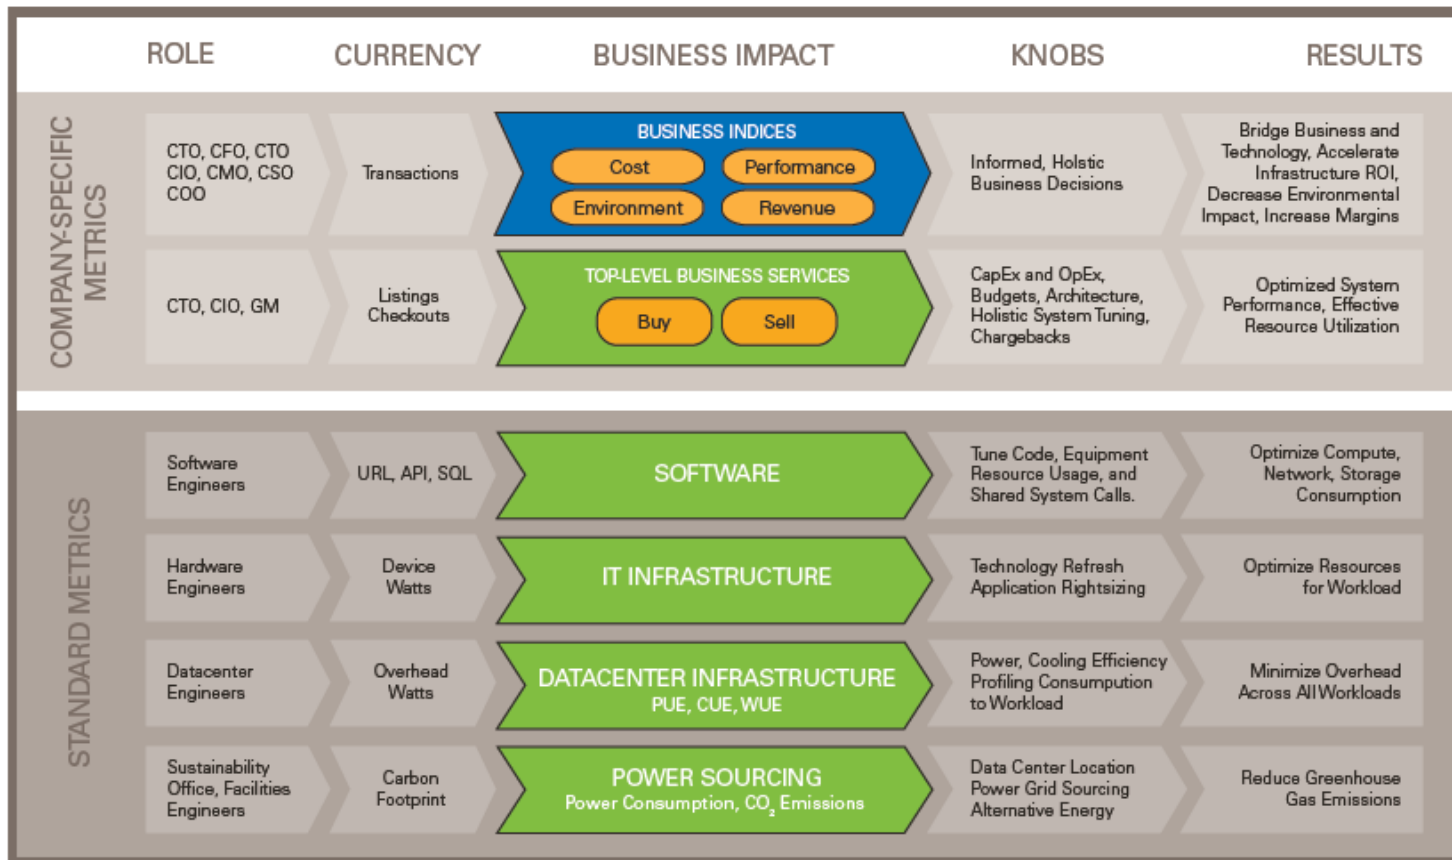 ROLE
CURRENCY
BUSINESS IMPACT
KNOBS
RESULTS
COMPANY-SPECIFIC
METRICS
CTO, CFO, CTO
CIO, CMO, CSO
COO
Transactions
BUSINESS INDICES
Cost
Performance
Environment
Revenue
Informed, Holstic
Business Decisions
Bridge Business and
Technology, Accelerate
Infrastructure ROI,
Decrease Environmental
Impact, Increase Margins
CTO, CIO, GM
Listings
Checkouts
TOP-LEVEL BUSINESS SERVICES
Buy
Sell
CapEx and OpEx,
Budgets, Architecture,
Holistic System Tuning,
Chargebacks
Optimized System
Performance, Effective
Resource Utilization
STANDARD METRICS
Software
Engineers
URL, API, SQL
SOFTWARE
Tune Code, Equipment
Resource Usage, and
Shared System Calls.
Optimize Compute,
Network, Storage
Consumption
Hardware
Engineers
Device
Watts
IT INFRASTRUCTURE
Technology Refresh
Application Rightsizing
Optimize Resources
for Workload
Datacenter
Engineers
Overhead
Watts
DATACENTER INFRASTRUCTURE
PUE, CUE, WUE
Power, Cooling Efficiency
Profiling Consumpution
to Workload
Minimize Overhead
Across All Workloads
Sustainability
Office, Facilities
Engineers
Carbon
Footprint
POWER SOURCING
Power Consumption, CO₂ Emissions
Data Center Location
Power Grid Sourcing
Alternative Energy
Reduce Greenhouse
Gas Emissions